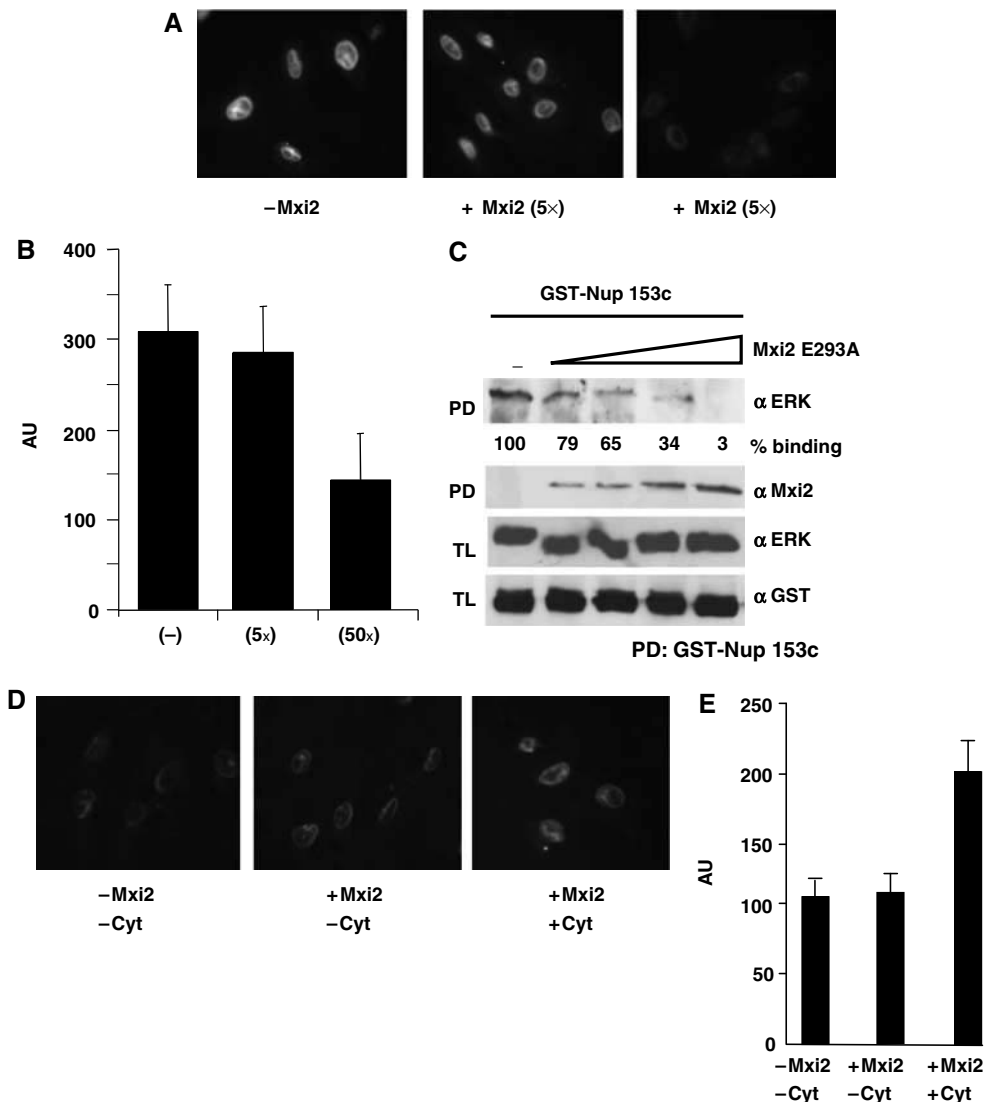 A
–Mxi2
+ Mxi2 (5×)
+ Mxi2 (5×)
B
400
300
200
100
0
AU
(–)
(5×)
(50×)
C
GST-Nup 153c
–
Mxi2 E293A
PD
α ERK
100 79 65 34 3 % binding
PD
α Mxi2
TL
α ERK
TL
α GST
PD: GST-Nup 153c
D
–Mxi2
–Cyt
+Mxi2
–Cyt
+Mxi2
+Cyt
E
250
200
150
100
50
0
AU
–Mxi2 +Mxi2 +Mxi2
–Cyt –Cyt +Cyt